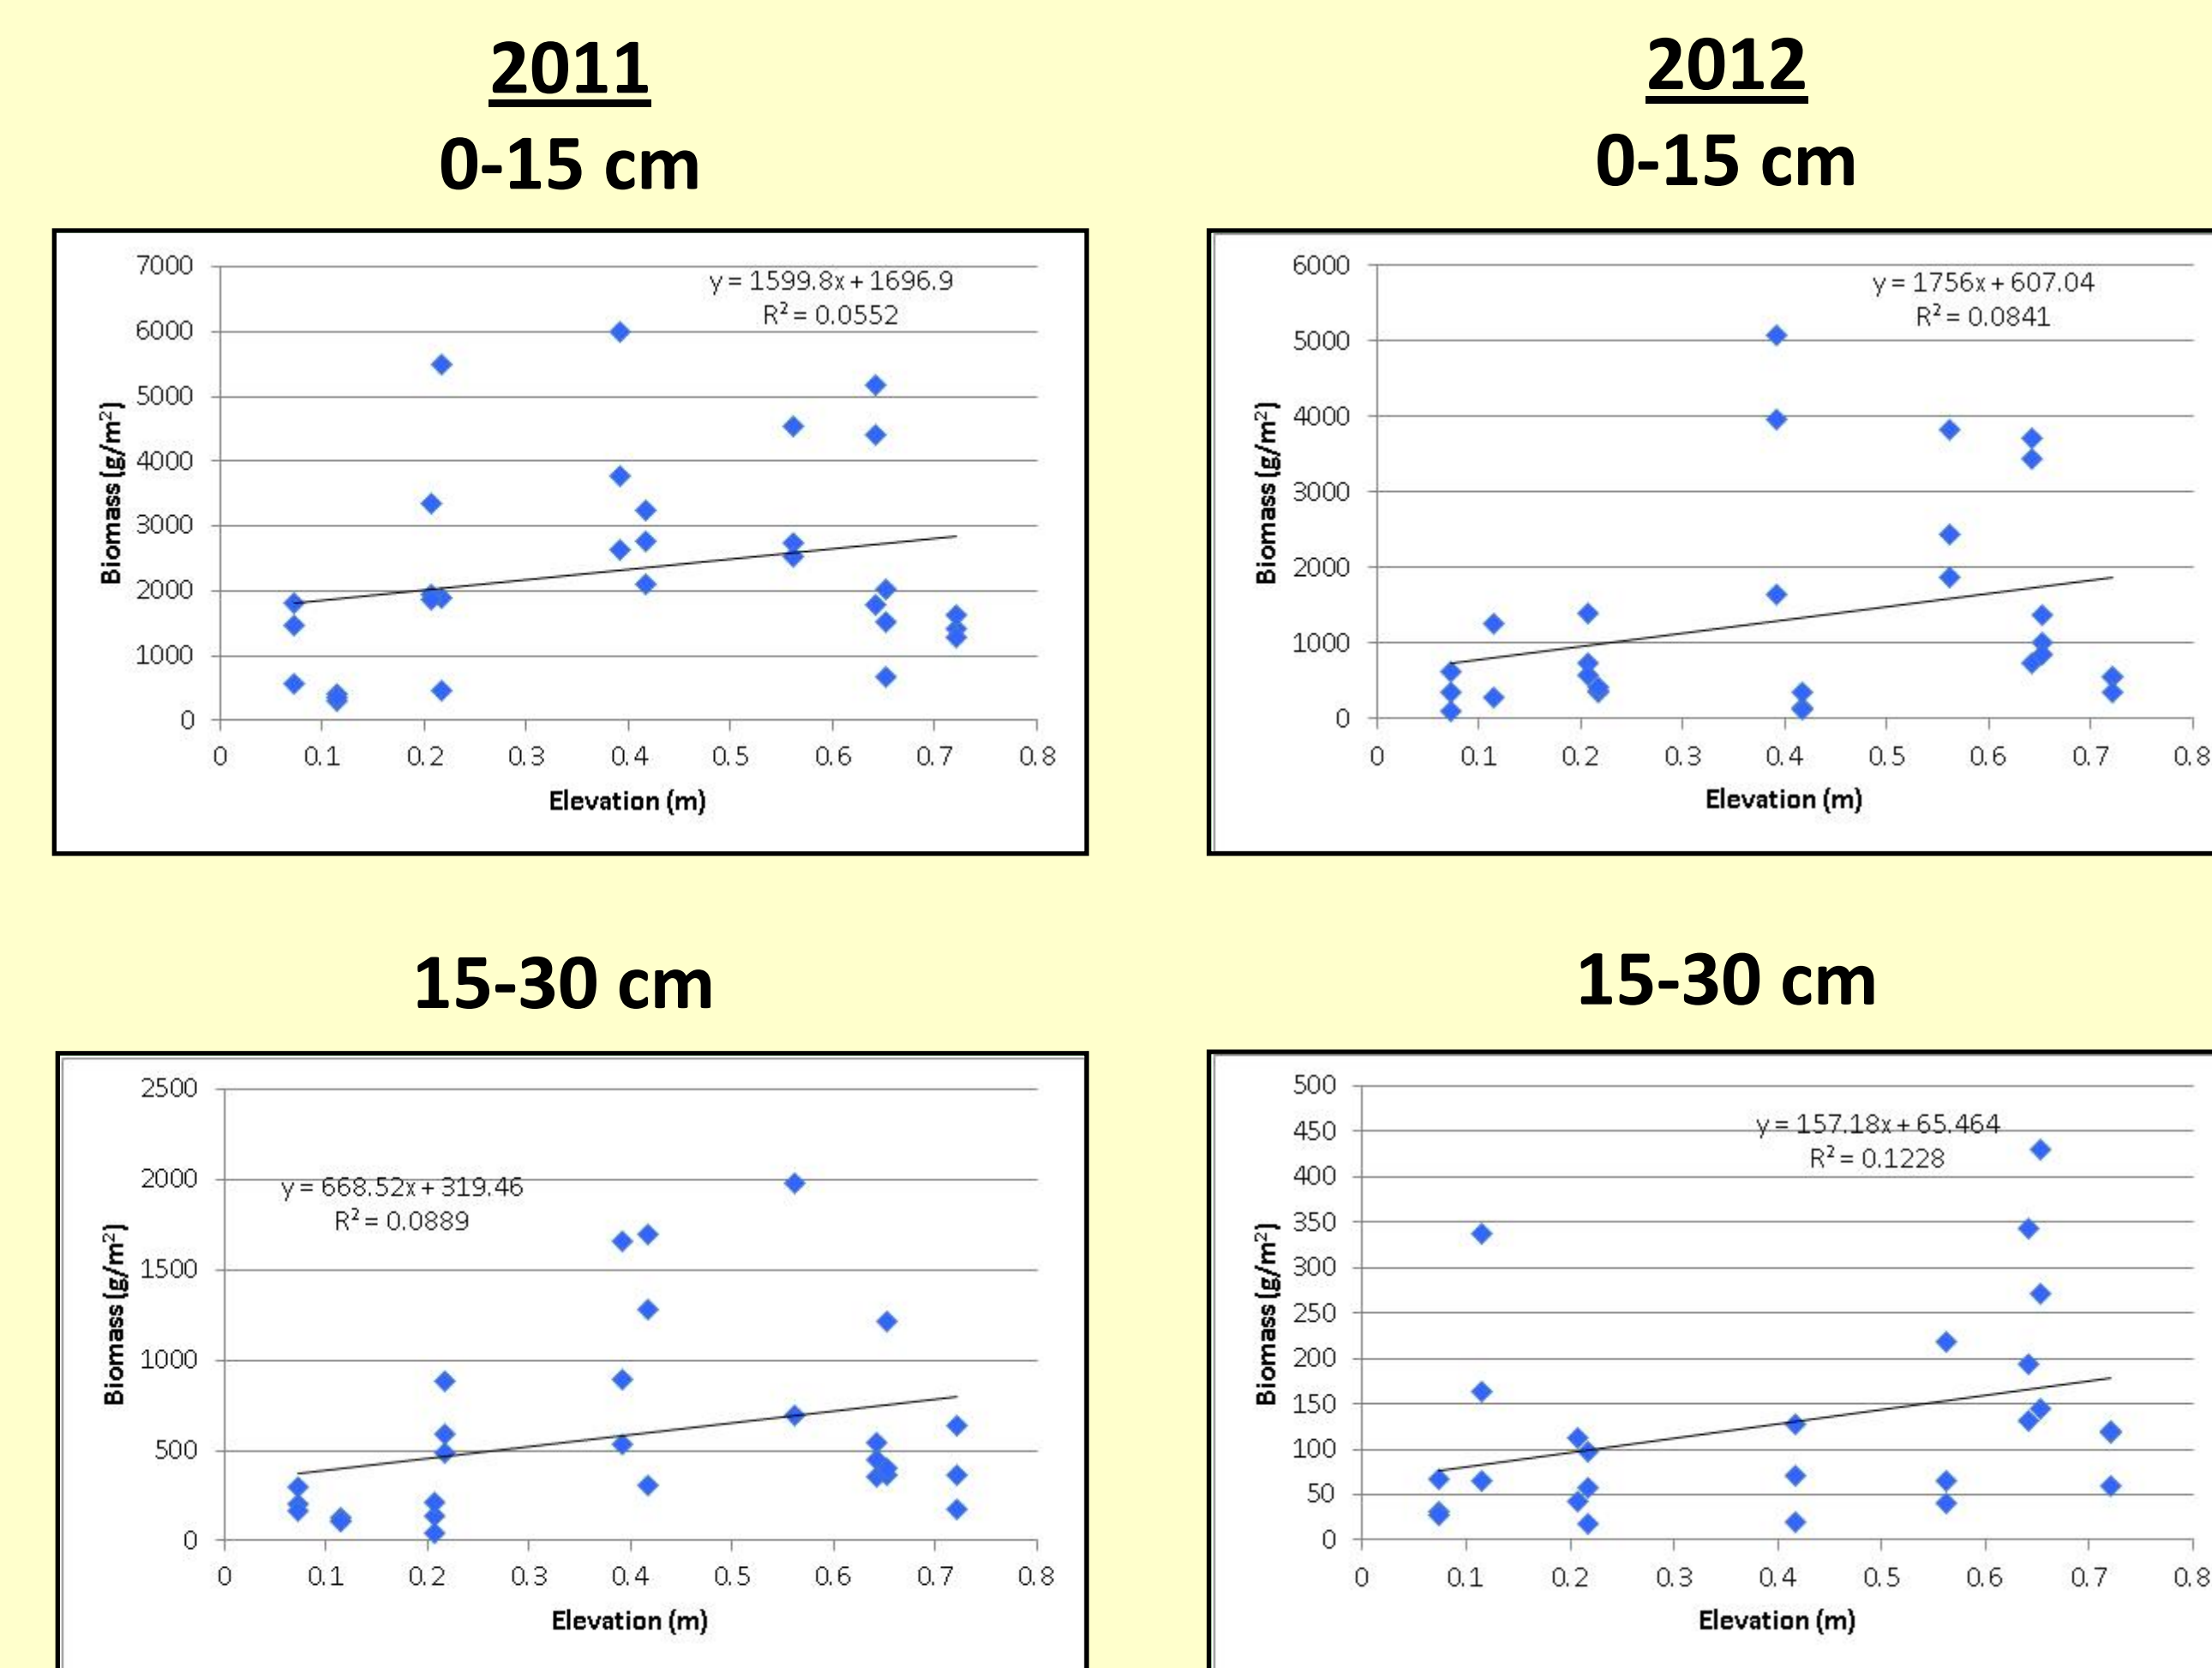 2011
0-15 cm
7000
6000
5000
4000
3000
2000
1000
0
Biomass (g/m²)
y = 1599.8x + 1696.9
R² = 0.0552
0 0.1 0.2 0.3 0.4 0.5 0.6 0.7 0.8
Elevation (m)
2012
0-15 cm
6000
5000
4000
3000
2000
1000
0
Biomass (g/m²)
y = 1756x + 607.04
R² = 0.0841
0 0.1 0.2 0.3 0.4 0.5 0.6 0.7 0.8
Elevation (m)
15-30 cm
2500
2000
1500
1000
500
0
Biomass (g/m²)
y = 668.52x + 319.46
R² = 0.0889
0 0.1 0.2 0.3 0.4 0.5 0.6 0.7 0.8
Elevation (m)
15-30 cm
500
450
400
350
300
250
200
150
100
50
0
Biomass (g/m²)
y = 157.18x + 65.464
R² = 0.1228
0 0.1 0.2 0.3 0.4 0.5 0.6 0.7 0.8
Elevation (m)